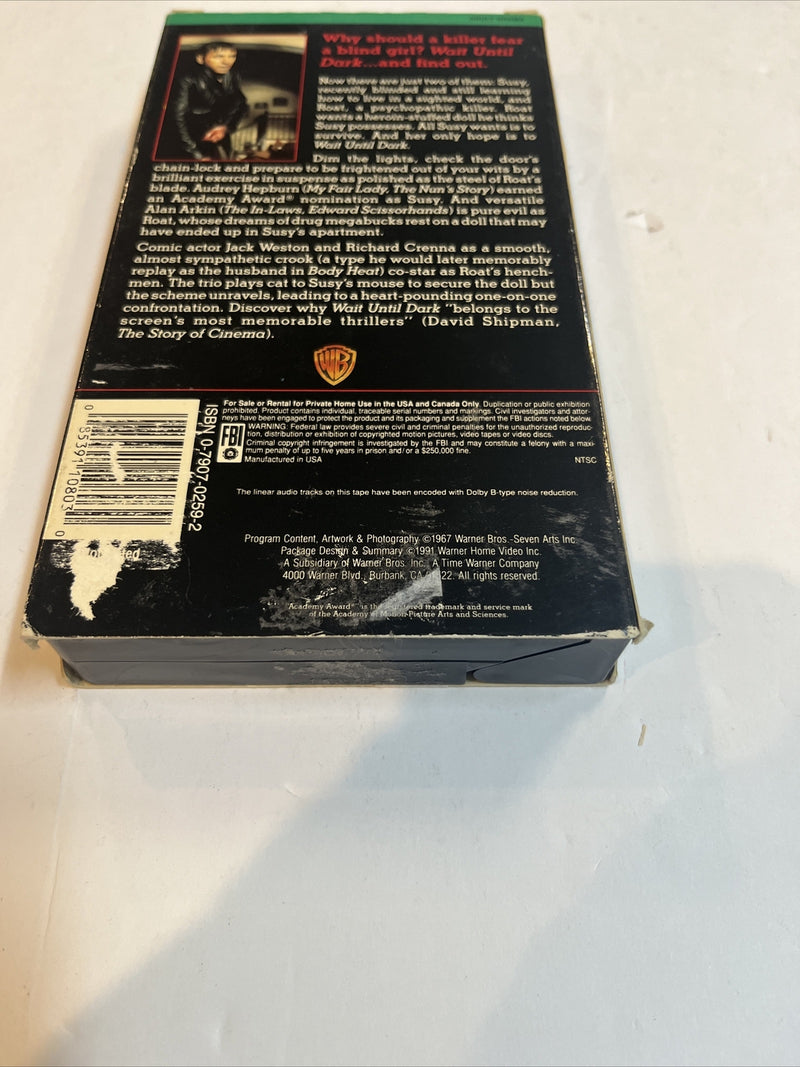 Why should a killer fear
a blind girl? Wait Until
Dark...and find out.
Now there are just two of them: Susy,
recently blinded and still learning
how to live in a sighted world, and
Roat, a psychopathic killer. Roat
wants a heroin-stuffed doll he thinks
Susy possesses. All Susy wants is to
survive. And her only hope is to
Wait Until Dark.
Dim the lights, check the door's
chain-lock and prepare to be frightened out of your wits by a
brilliant exercise in suspense as polished as the steel of Roat's
blade. Audrey Hepburn (My Fair Lady, The Nun's Story) earned
an Academy Award® nomination as Susy. And versatile
Alan Arkin (The In-Laws, Edward Scissorhands) is pure evil as
Roat, whose dreams of drug megabucks rest on a doll that may
have ended up in Susy's apartment.
Comic actor Jack Weston and Richard Crenna as a smooth,
almost sympathetic crook (a type he would later memorably
replay as the husband in Body Heat) co-star as Roat's hench-
men. The trio plays cat to Susy's mouse to secure the doll but
the scheme unravels, leading to a heart-pounding one-on-one
confrontation. Discover why Wait Until Dark "belongs to the
screen's most memorable thrillers" (David Shipman,
The Story of Cinema).
WB
0 85391 10803 0
ISBN 0-7907-0259-2
For Sale or Rental for Private Home Use in the USA and Canada Only. Duplication or public exhibition
prohibited. Product contains individual, traceable serial numbers and markings. Civil investigators and attor-
neys have been engaged to protect the product and its packaging and supplement the FBI actions noted below.
FBI
WARNING: Federal law provides severe civil and criminal penalties for the unauthorized reproduc-
tion, distribution or exhibition of copyrighted motion pictures, video tapes or video discs.
Criminal copyright infringement is investigated by the FBI and may constitute a felony with a maxi-
mum penalty of up to five years in prison and/or a $250,000 fine.
Manufactured in USA
NTSC
The linear audio tracks on this tape have been encoded with Dolby B-type noise reduction.
Program Content, Artwork & Photography ©1967 Warner Bros.-Seven Arts Inc.
Package Design & Summary ©1991 Warner Home Video Inc.
A Subsidiary of Warner Bros. Inc. A Time Warner Company
4000 Warner Blvd., Burbank, CA 22. All rights reserved.
Academy Award® is the registered trademark and service mark
of the Academy of Motion Picture Arts and Sciences.